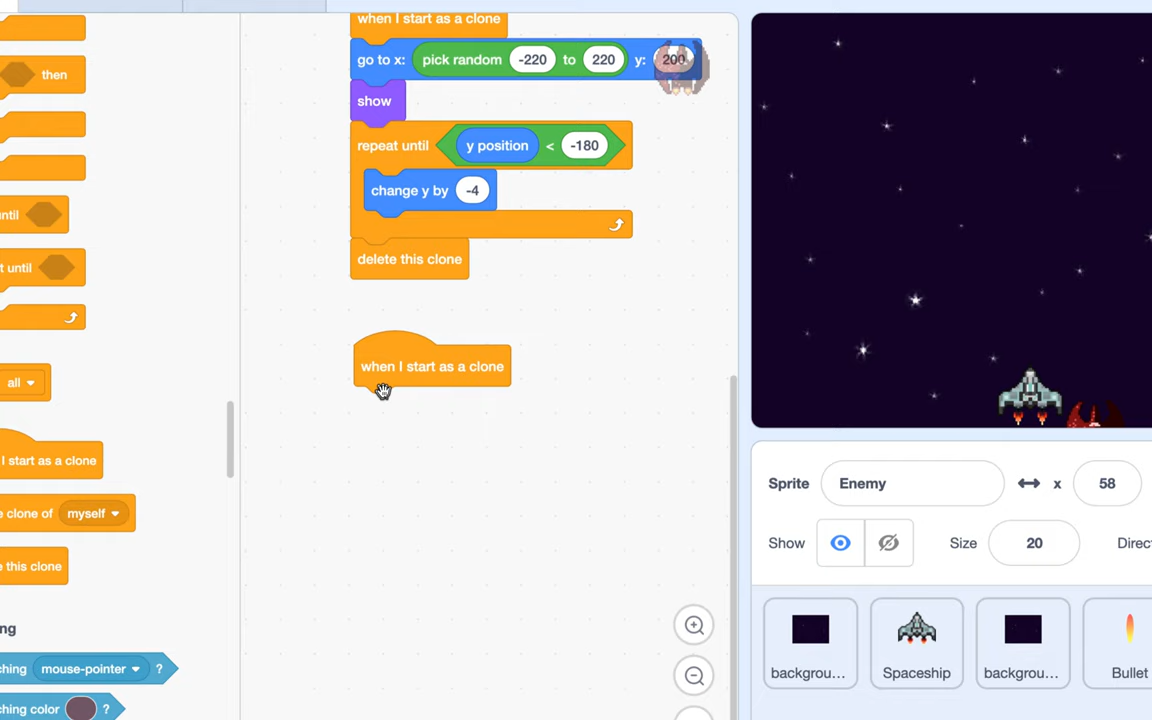 when I start as a clone
go to x: pick random -220 to 220 y: 200
show
repeat until y position < -180
change y by -4
delete this clone
when I start as a clone
then
until
t until
all
I start as a clone
e clone of myself
e this clone
ng
ching mouse-pointer ?
ching color ?
Sprite Enemy x 58
Show Size 20 Direc
backgrou... Spaceship backgrou... Bullet